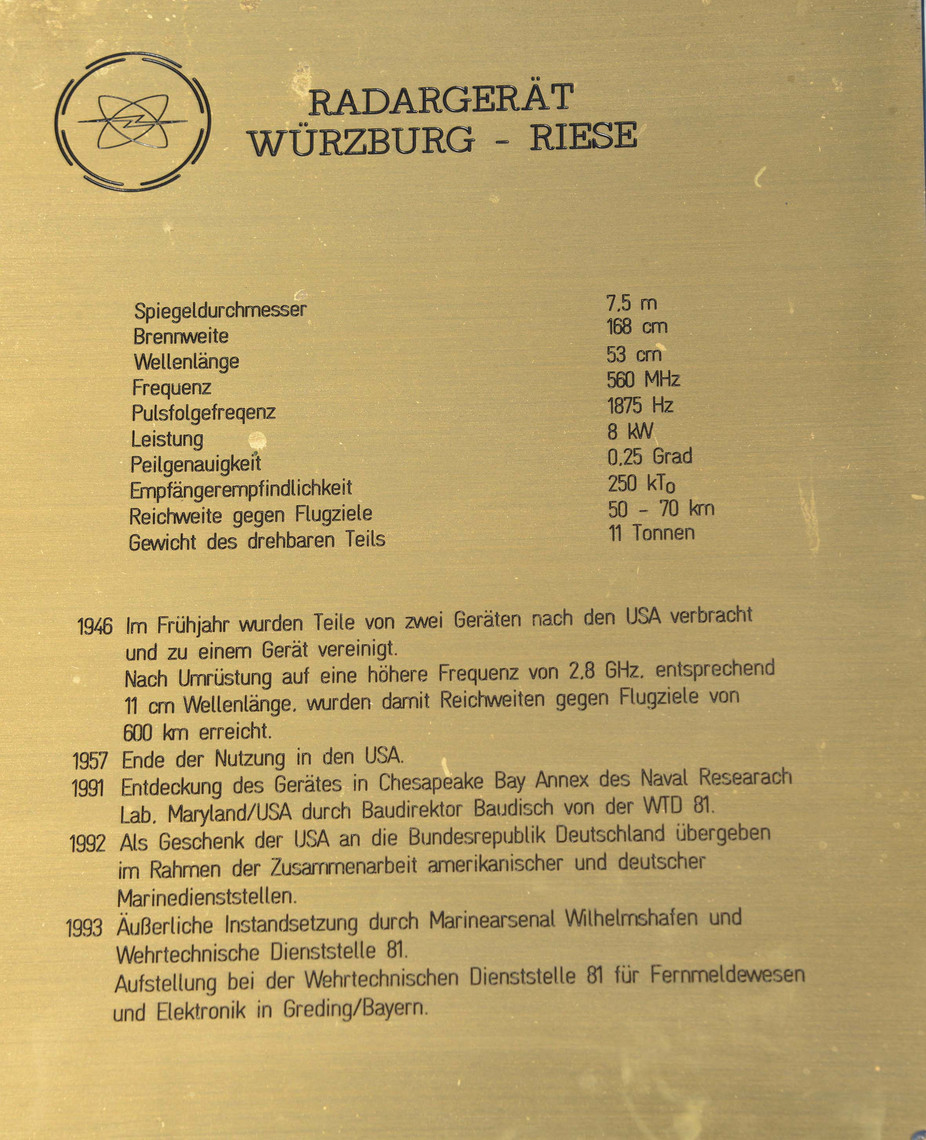 RADARGERÄT
WÜRZBURG - RIESE
Spiegeldurchmesser 7,5 m
Brennweite 168 cm
Wellenlänge 53 cm
Frequenz 560 MHz
Pulsfolgefreqenz 1875 Hz
Leistung 8 kW
Peilgenauigkeit 0,25 Grad
Empfängerempfindlichkeit 250 kTo
Reichweite gegen Flugziele 50 - 70 km
Gewicht des drehbaren Teils 11 Tonnen
1946 Im Frühjahr wurden Teile von zwei Geräten nach den USA verbracht
und zu einem Gerät vereinigt.
Nach Umrüstung auf eine höhere Frequenz von 2,8 GHz, entsprechend
11 cm Wellenlänge, wurden damit Reichweiten gegen Flugziele von
600 km erreicht.
1957 Ende der Nutzung in den USA.
1991 Entdeckung des Gerätes in Chesapeake Bay Annex des Naval Researach
Lab, Maryland/USA durch Baudirektor Baudisch von der WTD 81.
1992 Als Geschenk der USA an die Bundesrepublik Deutschland übergeben
im Rahmen der Zusammenarbeit amerikanischer und deutscher
Marinedienststellen.
1993 Äußerliche Instandsetzung durch Marinearsenal Wilhelmshafen und
Wehrtechnische Dienststelle 81.
Aufstellung bei der Wehrtechnischen Dienststelle 81 für Fernmeldewesen
und Elektronik in Greding/Bayern.